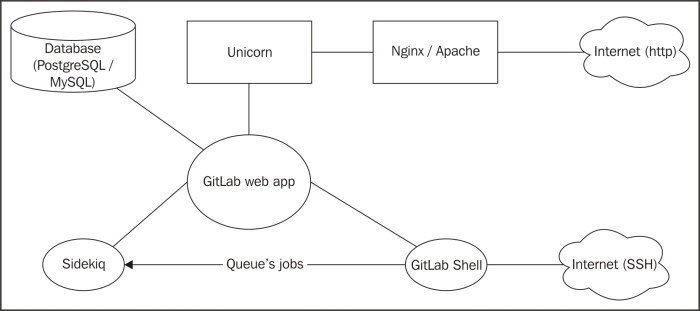 Database
(PostgreSQL /
MySQL)
Unicorn
Nginx / Apache
Internet (http)
GitLab web app
Sidekiq
Queue's jobs
GitLab Shell
Internet (SSH)